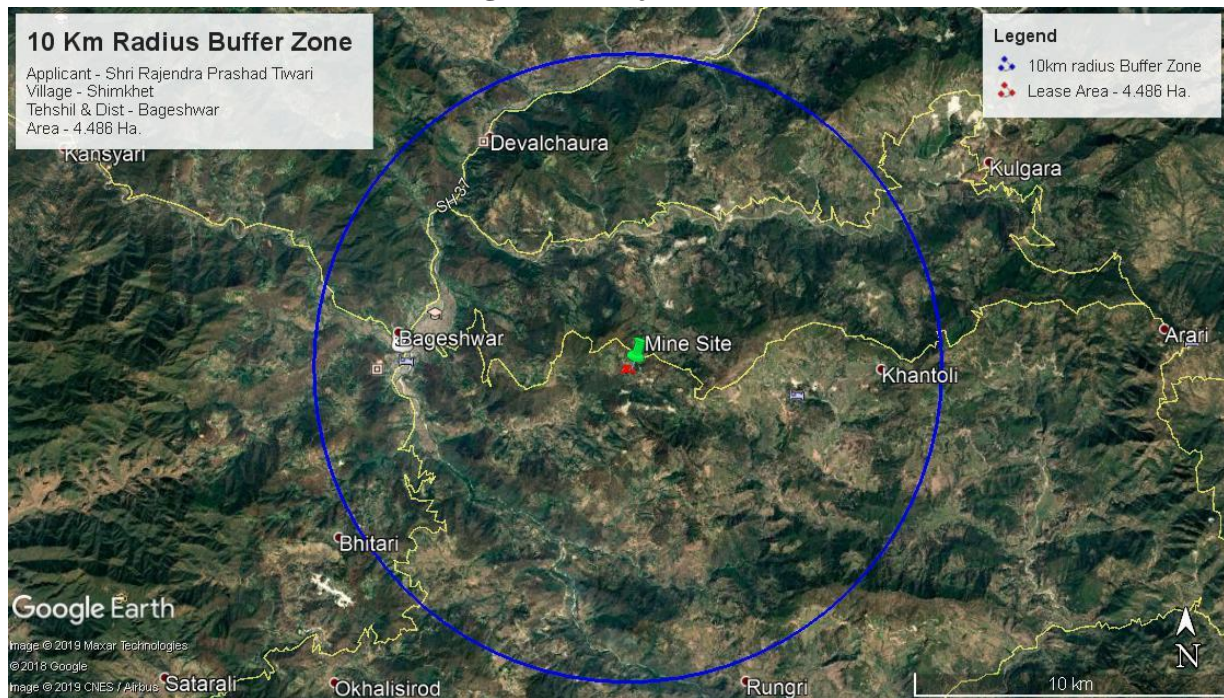 10 Km Radius Buffer Zone
Applicant - Shri Rajendra Prashad Tiwari
Village - Shimkhet
Tehshil & Dist - Bageshwar
Area - 4.486 Ha.
Legend
10km radius Buffer Zone
Lease Area - 4.486 Ha.
Kansyari
Devalchaura
Kulgara
SH 37
Bageshwar
Mine Site
Arari
Khantoli
Bhitari
Google Earth
Image © 2019 Maxar Technologies
© 2018 Google
Image © 2019 CNES / Airbus
Satarali
Okhalisirod
Rungri
10 km
N